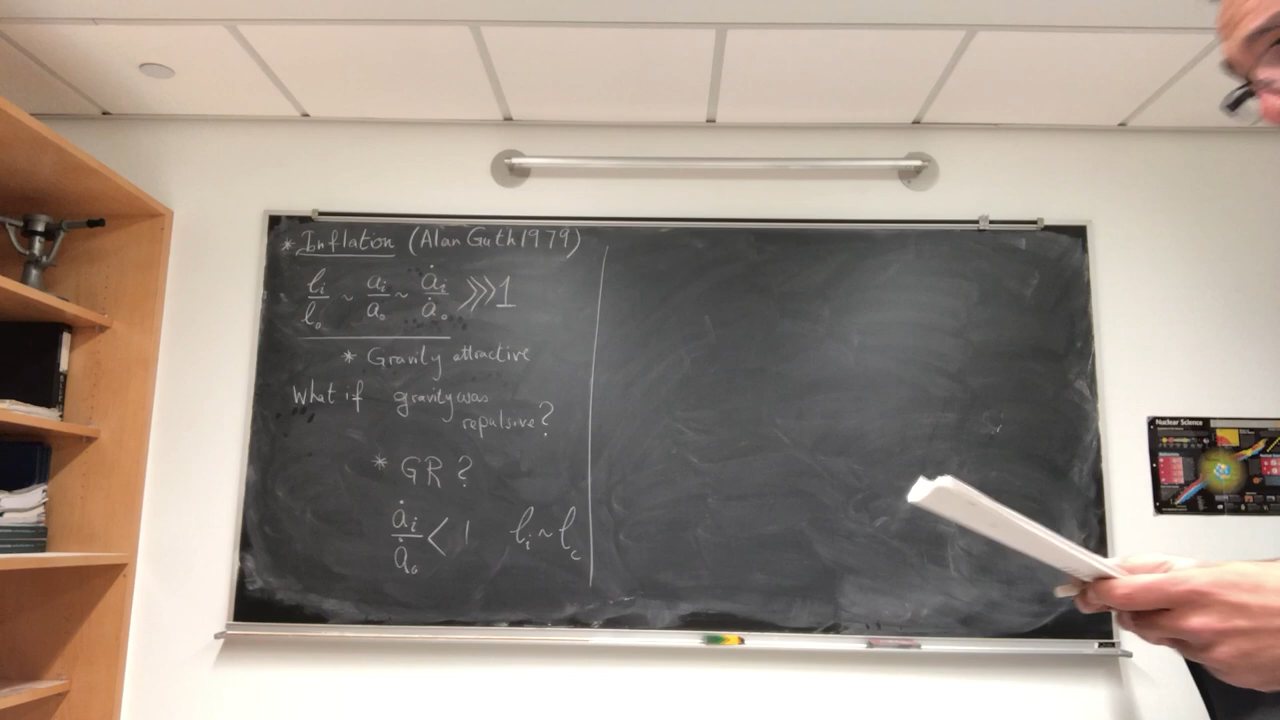 * Inflation (Alan Guth 1979)
lᵢ/l₀ ~ aᵢ/a₀ ~ ȧᵢ/ȧ₀ >>> 1
* Gravity attractive
What if gravity was
repulsive?
* GR ?
ȧᵢ/ȧ₀ < 1 lᵢ ~ l_c
Nuclear Science